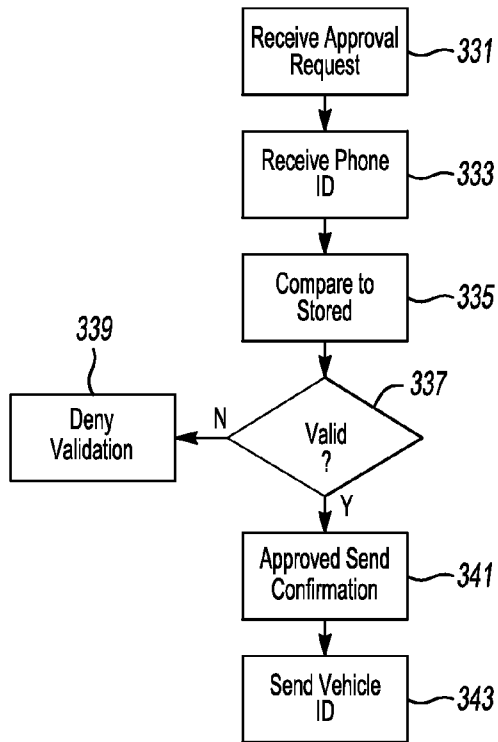 Receive Approval
Request
331
Receive Phone
ID
333
Compare to
Stored
335
339
337
Deny
Validation
N
Valid
?
Y
Approved Send
Confirmation
341
Send Vehicle
ID
343